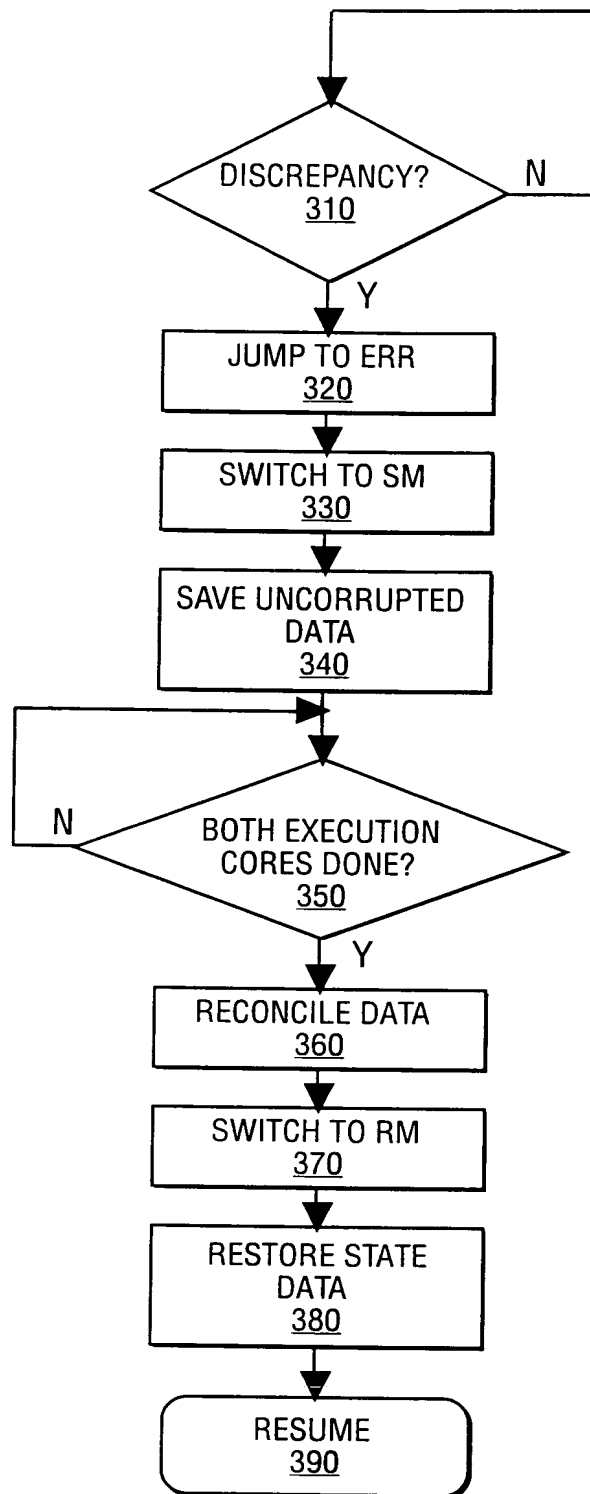 DISCREPANCY?
310
N
Y
JUMP TO ERR
320
SWITCH TO SM
330
SAVE UNCORRUPTED
DATA
340
N
BOTH EXECUTION
CORES DONE?
350
Y
RECONCILE DATA
360
SWITCH TO RM
370
RESTORE STATE
DATA
380
RESUME
390